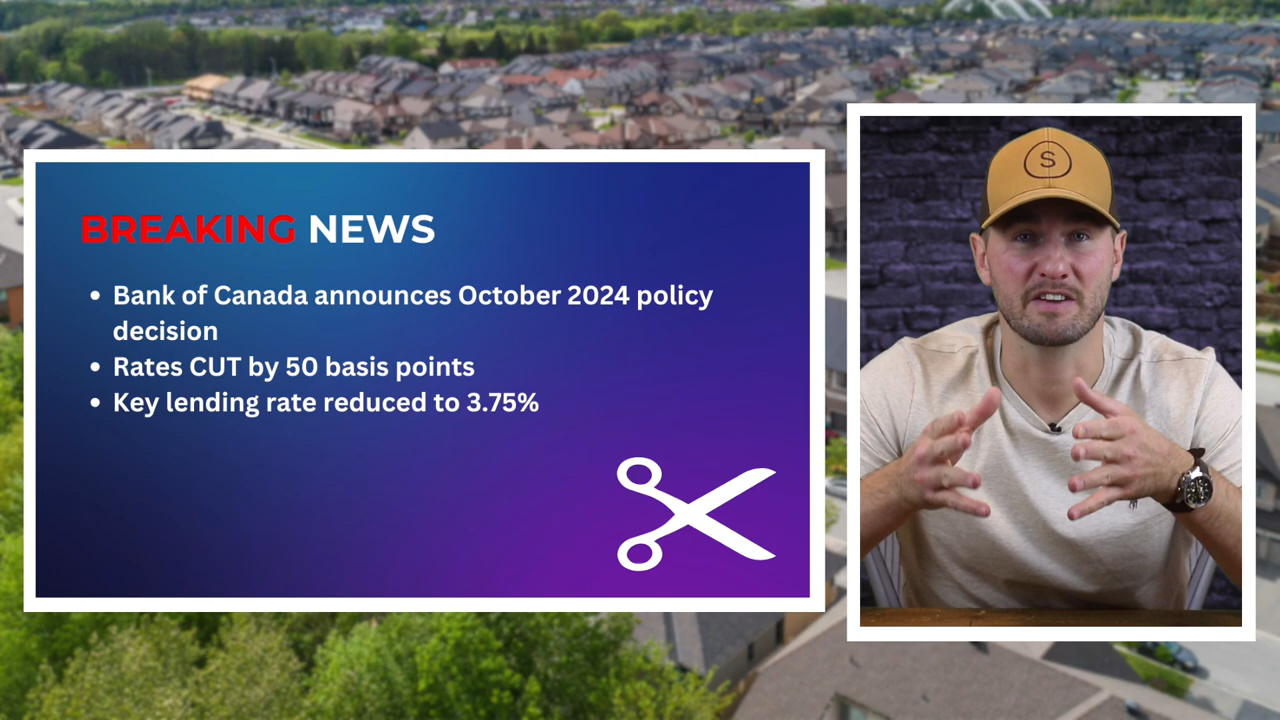 BREAKING NEWS
• Bank of Canada announces October 2024 policy
decision
• Rates CUT by 50 basis points
• Key lending rate reduced to 3.75%
S